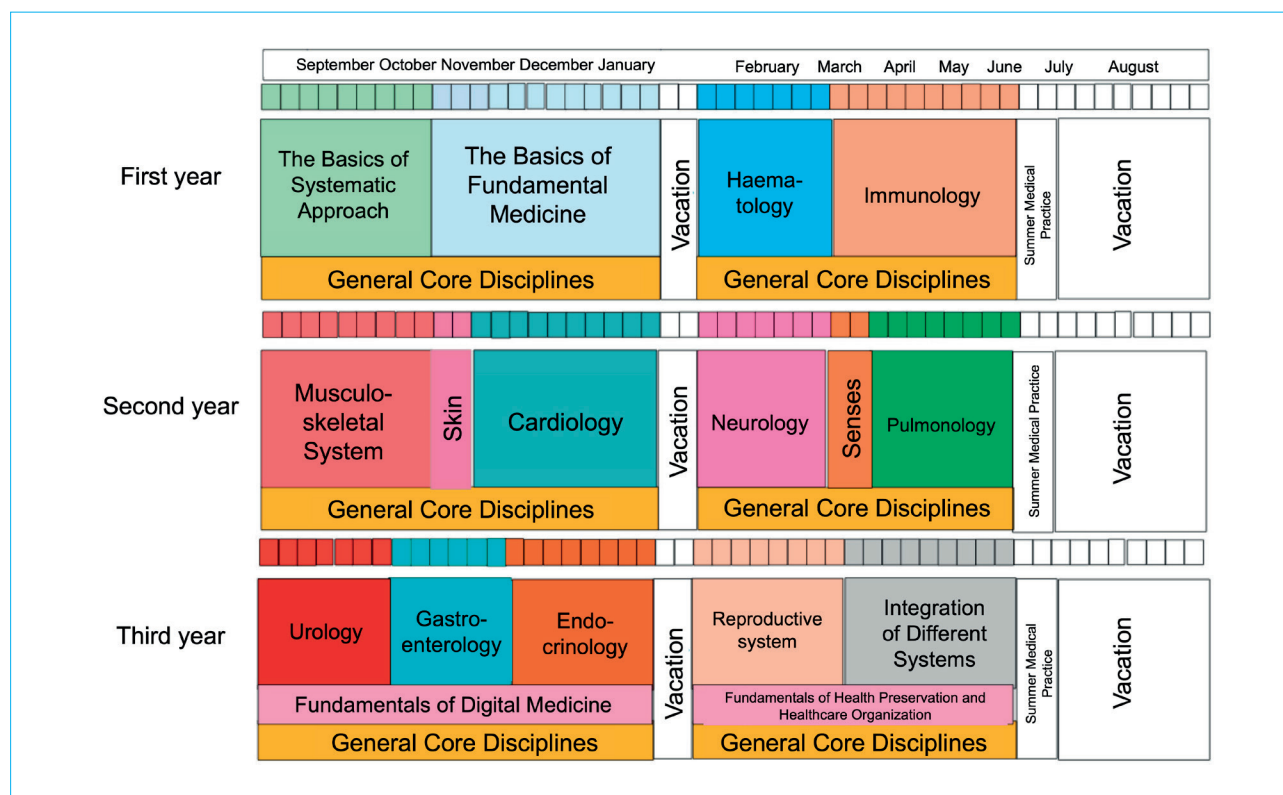 September October November December January February March April May June July August
First year
The Basics of
Systematic
Approach
The Basics of
Fundamental
Medicine
Vacation
Haema-
tology
Immunology
Summer Medical
Practice
Vacation
General Core Disciplines
General Core Disciplines
Second year
Musculo-
skeletal
System
Skin
Cardiology
Vacation
Neurology
Senses
Pulmonology
Summer Medical Practice
Vacation
General Core Disciplines
General Core Disciplines
Third year
Urology
Gastro-
enterology
Endo-
crinology
Vacation
Reproductive
system
Integration
of Different
Systems
Summer Medical
Practice
Vacation
Fundamentals of Digital Medicine
Fundamentals of Health Preservation and
Healthcare Organization
General Core Disciplines
General Core Disciplines